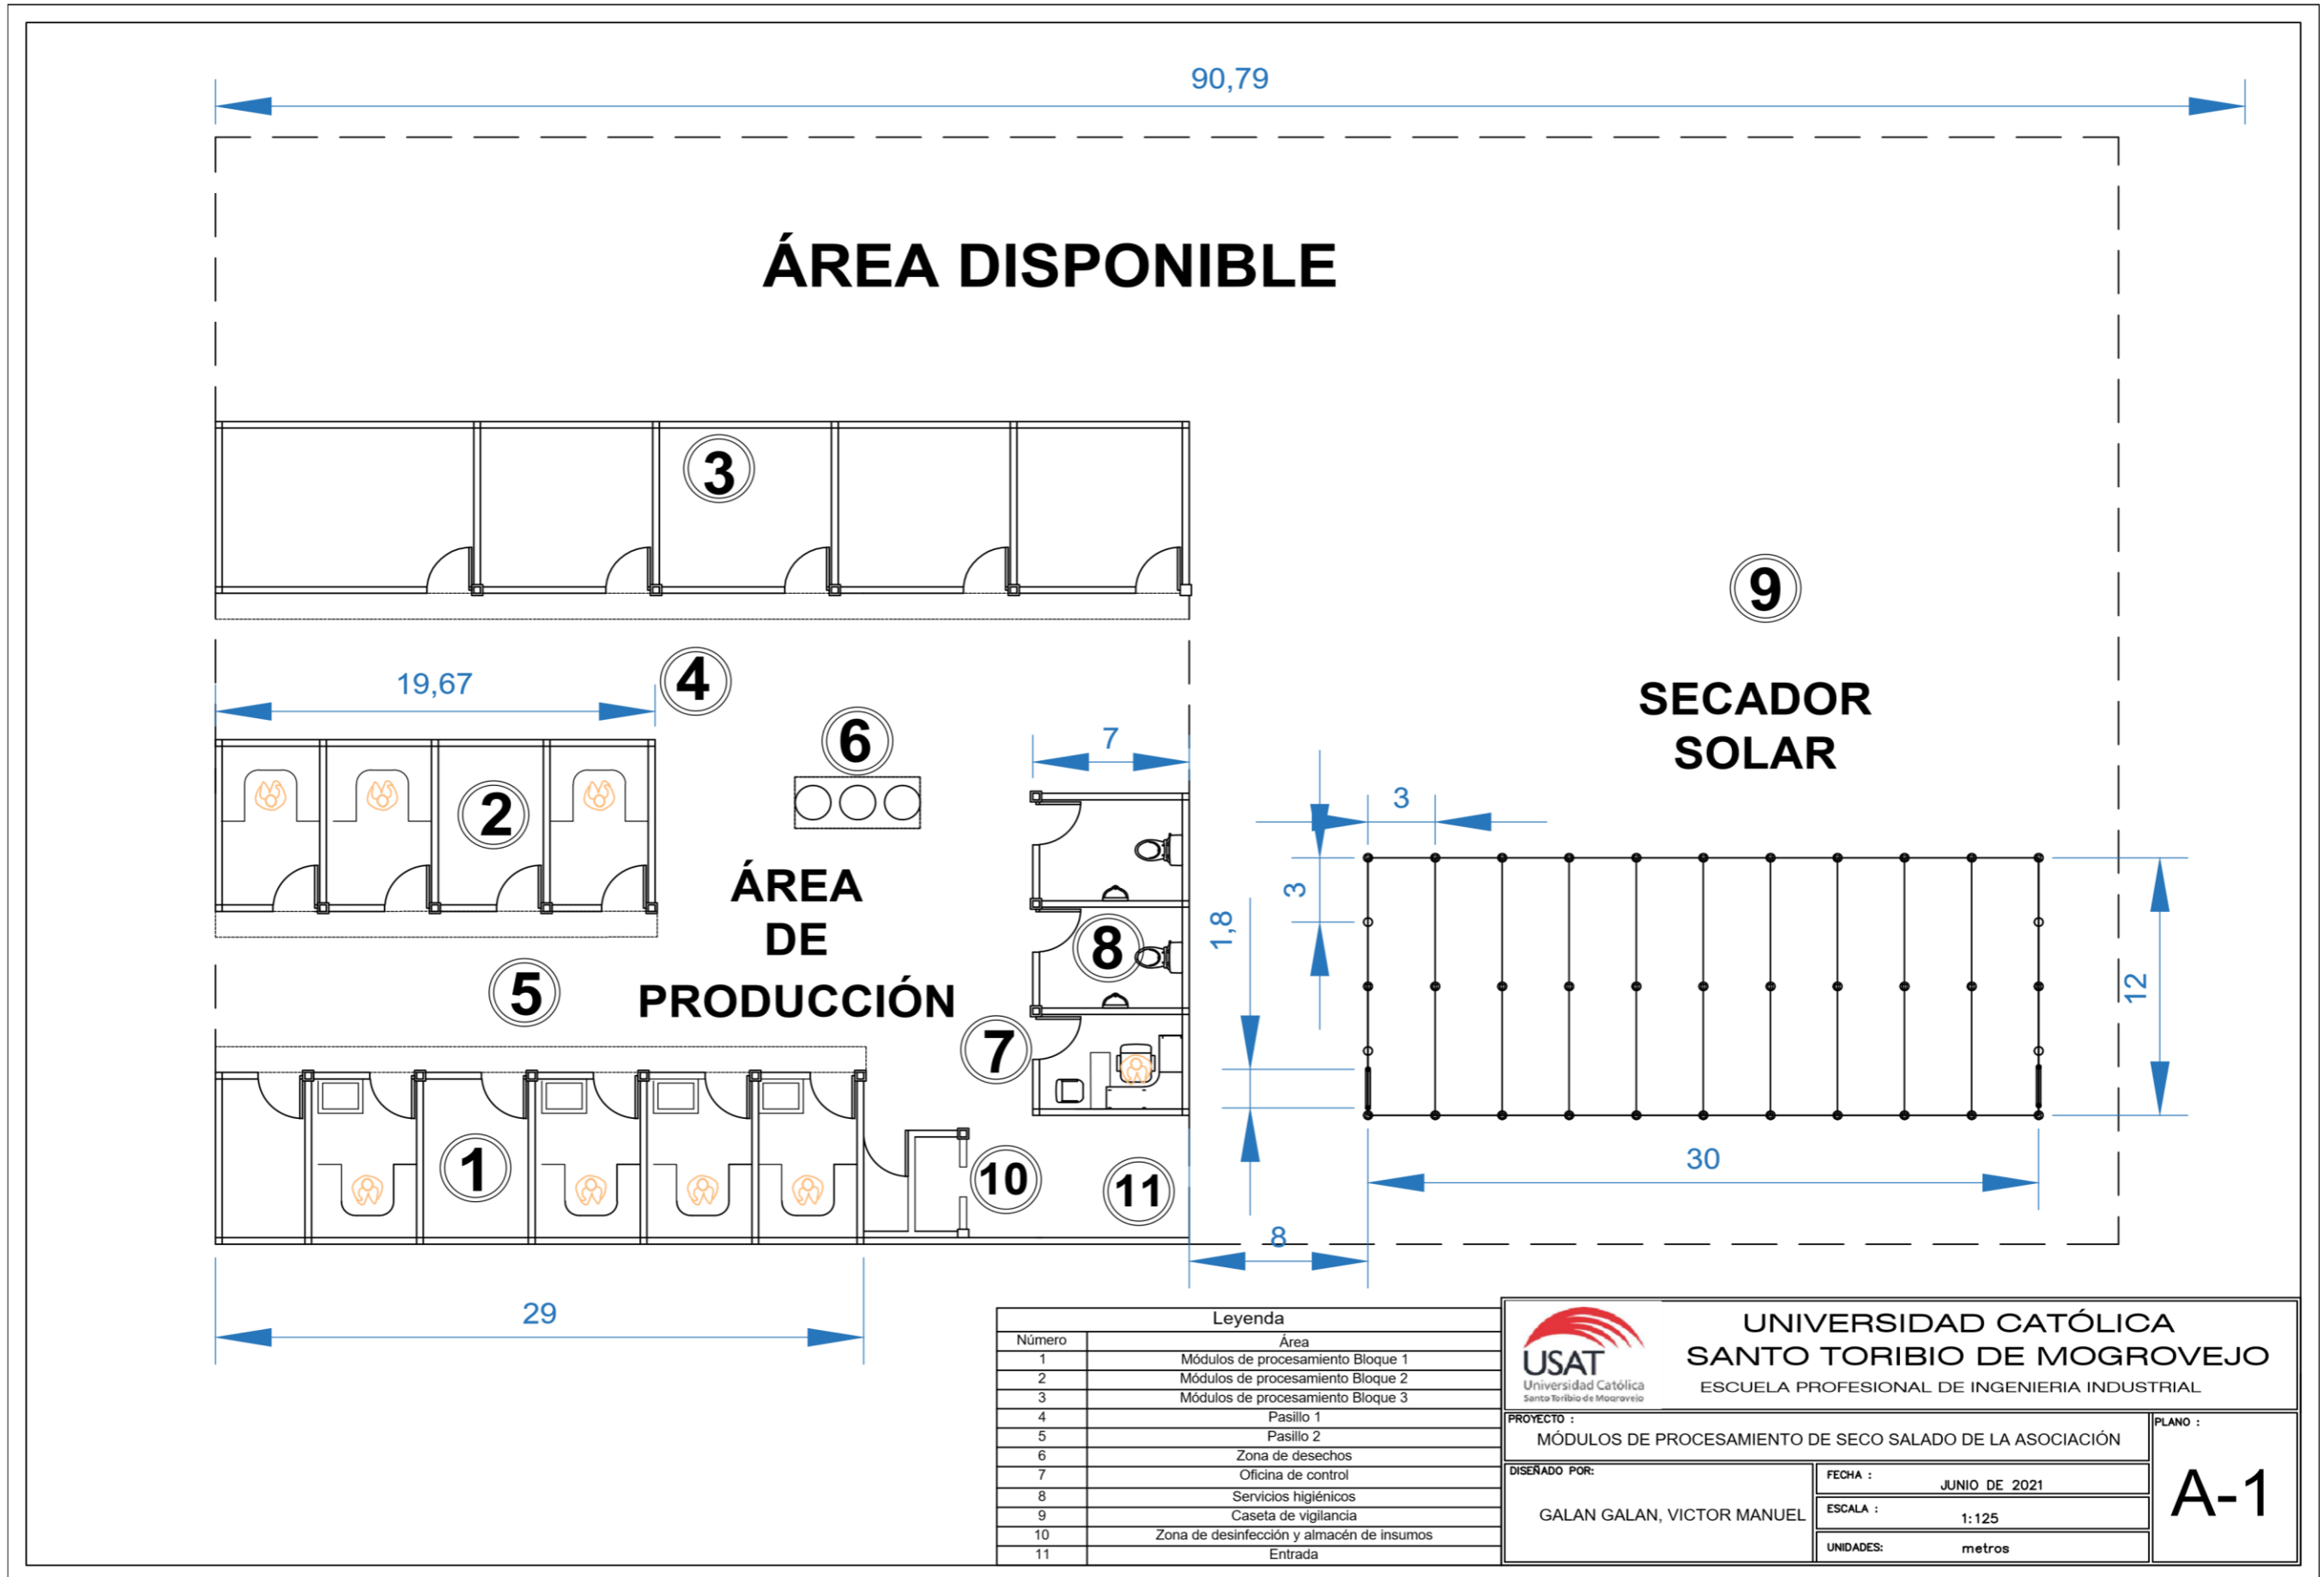 90,79
ÁREA DISPONIBLE
3
9
4
19,67
SECADOR
SOLAR
6
7
3
2
3
ÁREA
DE
PRODUCCIÓN
8
1,8
12
5
7
1
10
11
30
8
29
Leyenda
Número Área
1 Módulos de procesamiento Bloque 1
2 Módulos de procesamiento Bloque 2
3 Módulos de procesamiento Bloque 3
4 Pasillo 1
5 Pasillo 2
6 Zona de desechos
7 Oficina de control
8 Servicios higiénicos
9 Caseta de vigilancia
10 Zona de desinfección y almacén de insumos
11 Entrada
USAT
Universidad Católica
Santo Toribio de Mogrovejo
UNIVERSIDAD CATÓLICA
SANTO TORIBIO DE MOGROVEJO
ESCUELA PROFESIONAL DE INGENIERIA INDUSTRIAL
PROYECTO :
MÓDULOS DE PROCESAMIENTO DE SECO SALADO DE LA ASOCIACIÓN
PLANO :
A-1
DISEÑADO POR:
GALAN GALAN, VICTOR MANUEL
FECHA :
JUNIO DE 2021
ESCALA :
1:125
UNIDADES:
metros